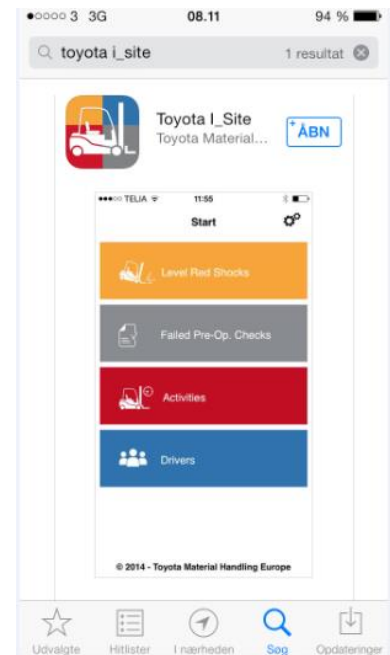 3 3G 08.11 94 %
toyota i_site 1 resultat
Toyota I_Site
Toyota Material...
+ ÅBN
TELIA 11:55
Start
Level Red Shocks
Failed Pre-Op. Checks
Activities
Drivers
© 2014 - Toyota Material Handling Europe
Udvalgte Hitlister I nærheden Søg Opdateringer